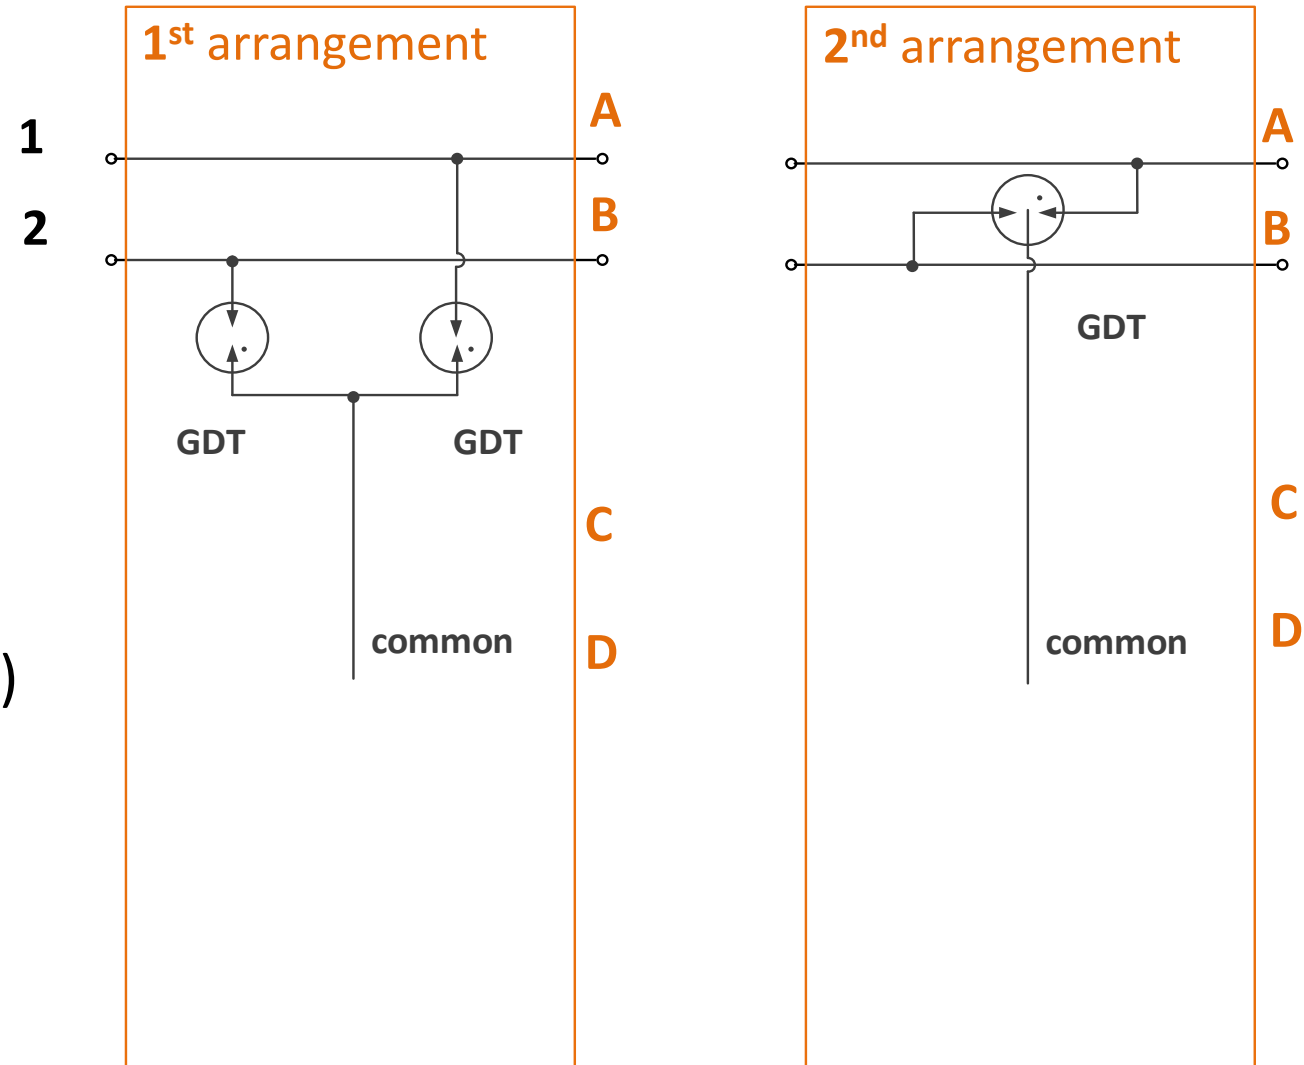 1st arrangement
A
1
B
2
GDT
GDT
C
common
D
)
2nd arrangement
A
B
GDT
C
common
D